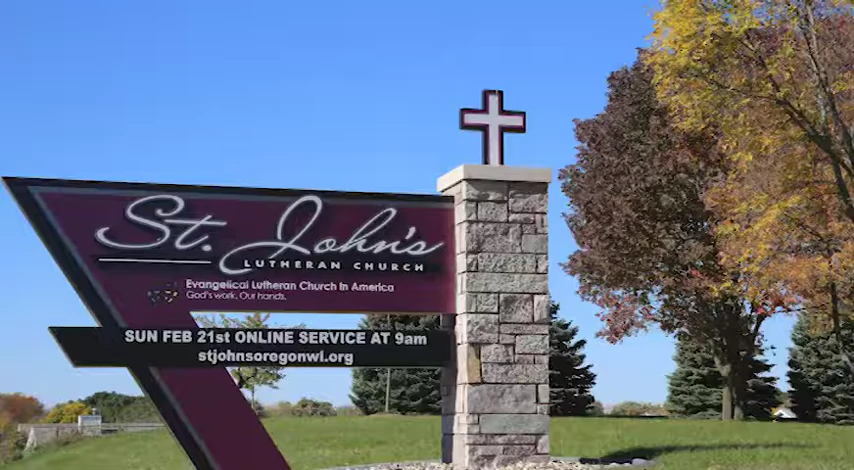 St. John's
LUTHERAN CHURCH
Evangelical Lutheran Church in America
God's work. Our hands.
SUN FEB 21st ONLINE SERVICE AT 9am
stjohnsoregonwi.org